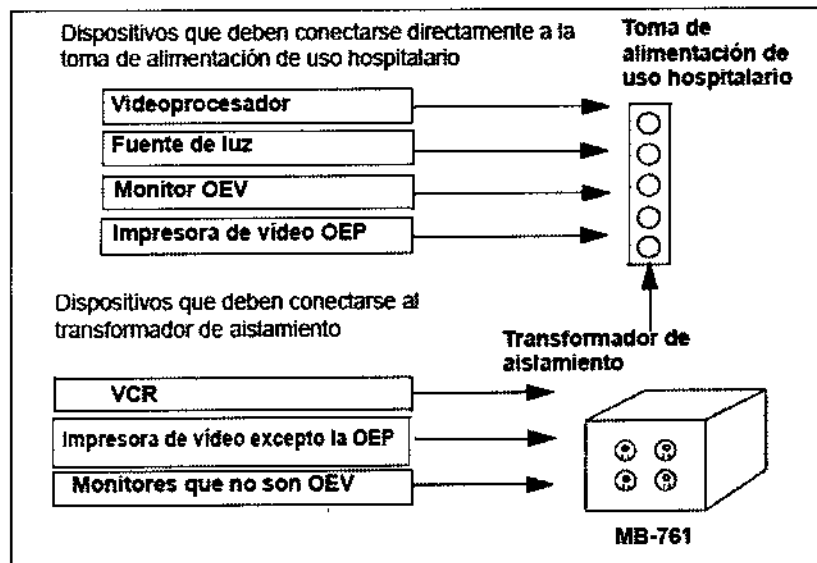 Dispositivos que deben conectarse directamente a la
toma de alimentación de uso hospitalario
Toma de
alimentación de
uso hospitalario
Videoprocesador
Fuente de luz
Monitor OEV
Impresora de vídeo OEP
Dispositivos que deben conectarse al
transformador de aislamiento
Transformador de
aislamiento
VCR
Impresora de vídeo excepto la OEP
Monitores que no son OEV
MB-761